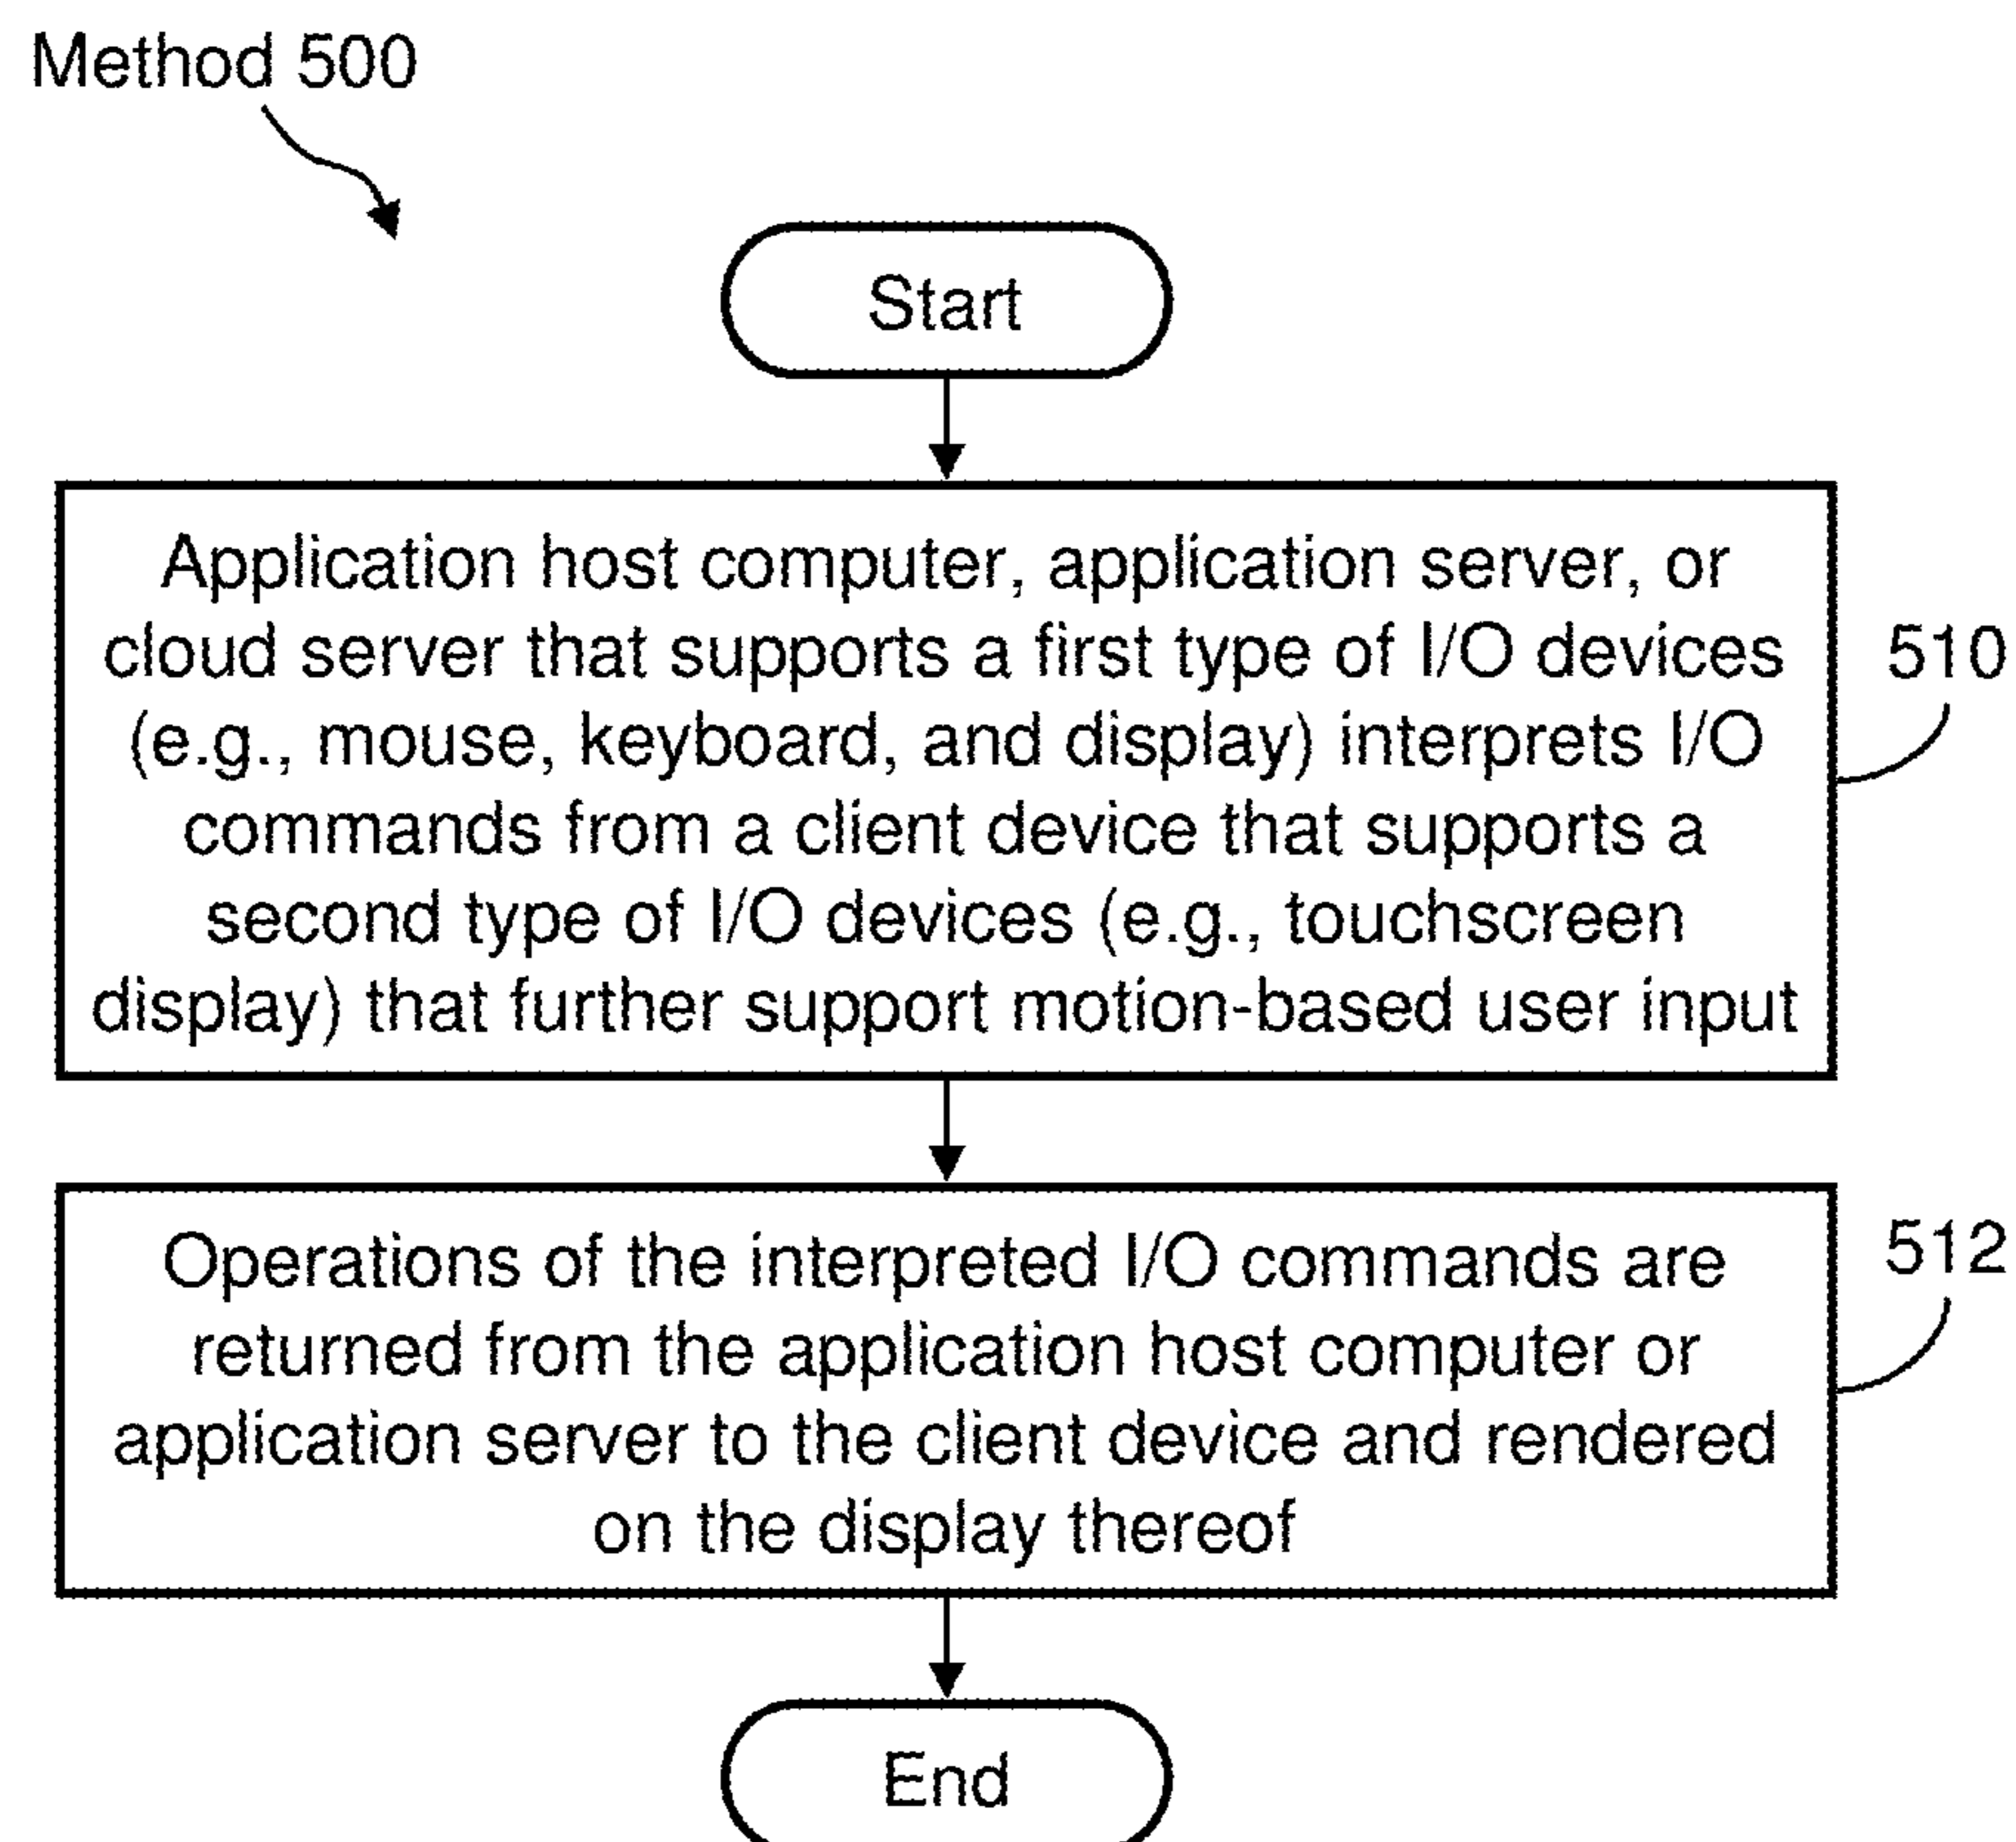 Method 500
Start
Application host computer, application server, or
cloud server that supports a first type of I/O devices
(e.g., mouse, keyboard, and display) interprets I/O
commands from a client device that supports a
second type of I/O devices (e.g., touchscreen
display) that further support motion-based user input
510
Operations of the interpreted I/O commands are
returned from the application host computer or
application server to the client device and rendered
on the display thereof
512
End